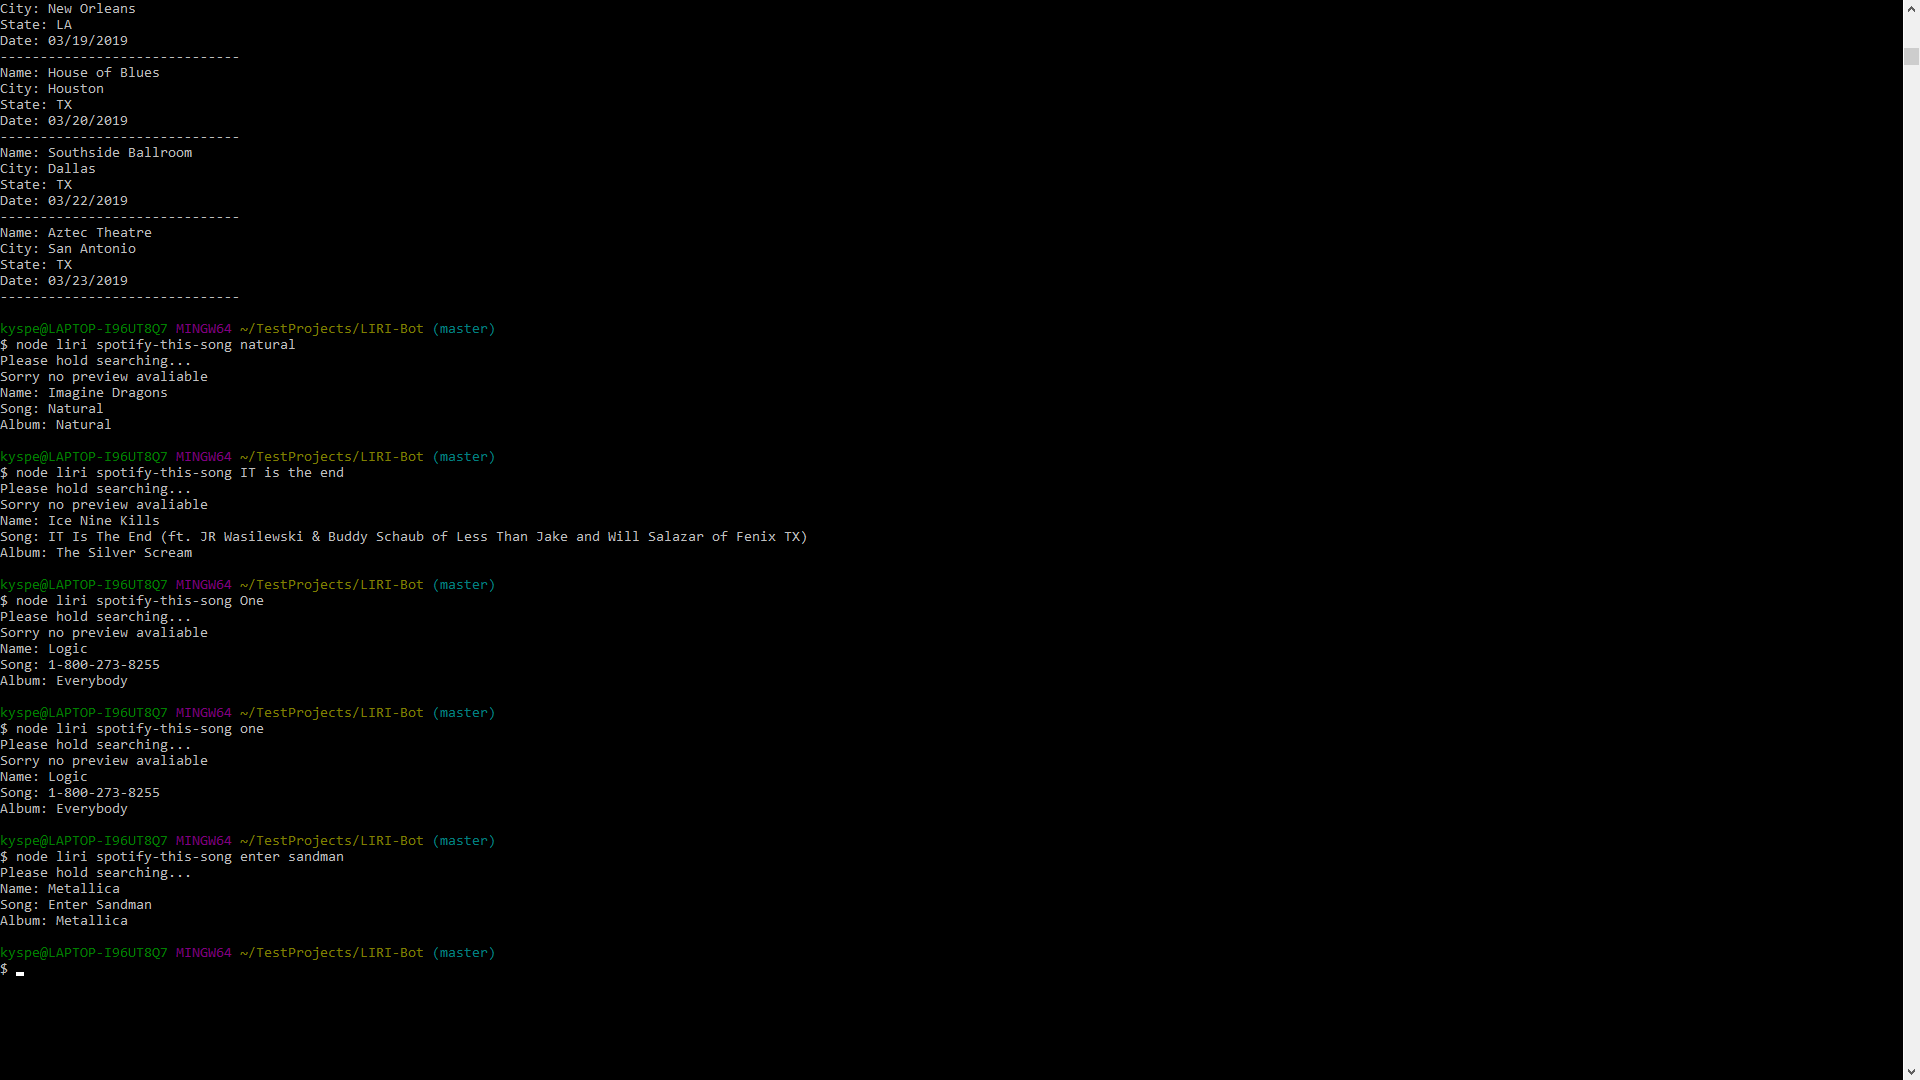 City: New Orleans
State: LA
Date: 03/19/2019
------------------------------
Name: House of Blues
City: Houston
State: TX
Date: 03/20/2019
------------------------------
Name: Southside Ballroom
City: Dallas
State: TX
Date: 03/22/2019
------------------------------
Name: Aztec Theatre
City: San Antonio
State: TX
Date: 03/23/2019
------------------------------
kyspe@LAPTOP-I96UT8Q7 MINGW64 ~/TestProjects/LIRI-Bot (master)
$ node liri spotify-this-song natural
Please hold searching...
Sorry no preview avaliable
Name: Imagine Dragons
Song: Natural
Album: Natural
kyspe@LAPTOP-I96UT8Q7 MINGW64 ~/TestProjects/LIRI-Bot (master)
$ node liri spotify-this-song IT is the end
Please hold searching...
Sorry no preview avaliable
Name: Ice Nine Kills
Song: IT Is The End (ft. JR Wasilewski & Buddy Schaub of Less Than Jake and Will Salazar of Fenix TX)
Album: The Silver Scream
kyspe@LAPTOP-I96UT8Q7 MINGW64 ~/TestProjects/LIRI-Bot (master)
$ node liri spotify-this-song One
Please hold searching...
Sorry no preview avaliable
Name: Logic
Song: 1-800-273-8255
Album: Everybody
kyspe@LAPTOP-I96UT8Q7 MINGW64 ~/TestProjects/LIRI-Bot (master)
$ node liri spotify-this-song one
Please hold searching...
Sorry no preview avaliable
Name: Logic
Song: 1-800-273-8255
Album: Everybody
kyspe@LAPTOP-I96UT8Q7 MINGW64 ~/TestProjects/LIRI-Bot (master)
$ node liri spotify-this-song enter sandman
Please hold searching...
Name: Metallica
Song: Enter Sandman
Album: Metallica
kyspe@LAPTOP-I96UT8Q7 MINGW64 ~/TestProjects/LIRI-Bot (master)
$